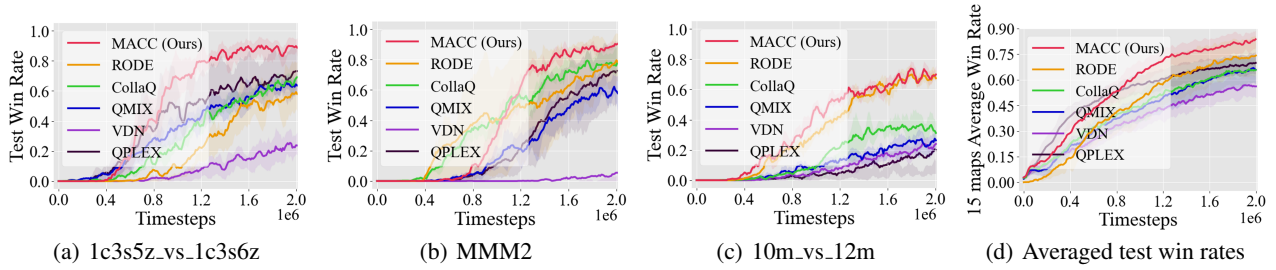 Test Win Rate
1.0
0.8
0.6
0.4
0.2
0.0
MACC (Ours)
RODE
CollaQ
QMIX
VDN
QPLEX
0.0 0.4 0.8 1.2 1.6 2.0
1e6
Timesteps
(a) 1c3s5z_vs_1c3s6z
Test Win Rate
1.0
0.8
0.6
0.4
0.2
0.0
MACC (Ours)
RODE
CollaQ
QMIX
VDN
QPLEX
0.0 0.4 0.8 1.2 1.6 2.0
1e6
Timesteps
(b) MMM2
Test Win Rate
1.0
0.8
0.6
0.4
0.2
0.0
MACC (Ours)
RODE
CollaQ
QMIX
VDN
QPLEX
0.0 0.4 0.8 1.2 1.6 2.0
1e6
Timesteps
(c) 10m_vs_12m
15 maps Average Win Rate
0.90
0.75
0.60
0.45
0.30
0.15
0.00
MACC (Ours)
RODE
CollaQ
QMIX
VDN
QPLEX
0.0 0.4 0.8 1.2 1.6 2.0
1e6
Timesteps
(d) Averaged test win rates